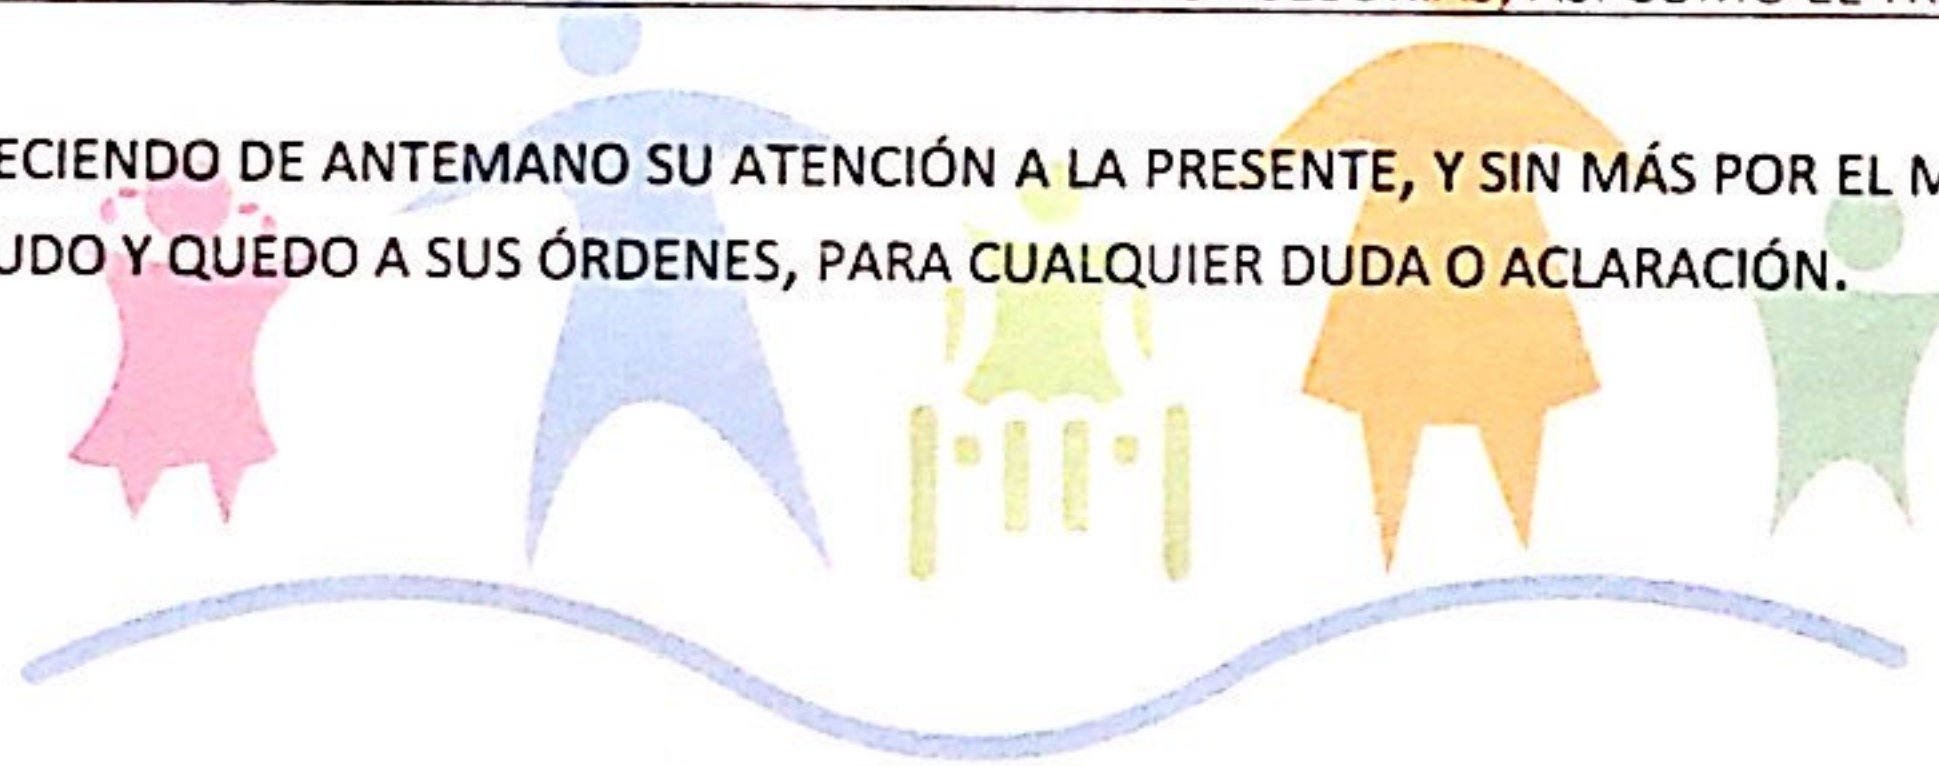 ECIENDO DE ANTEMANO SU ATENCIÓN A LA PRESENTE, Y SIN MÁS POR EL M
UDO Y QUEDO A SUS ÓRDENES, PARA CUALQUIER DUDA O ACLARACIÓN.